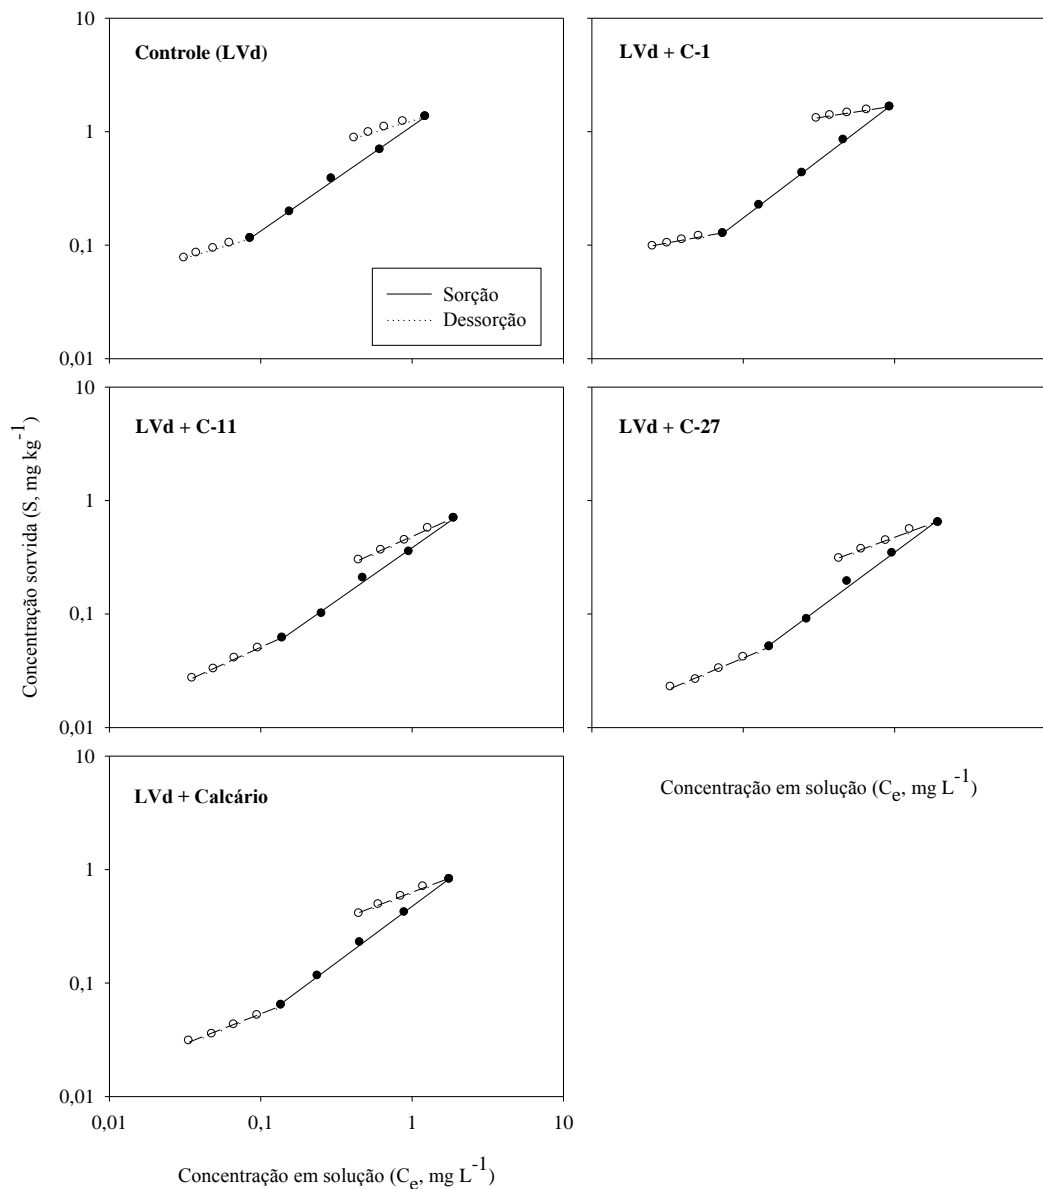 10
1
0,1
0,01
Controle (LVd)
Sorção
Dessorção
LVd + C-1
Concentração sorvida (S, mg kg⁻¹)
10
1
0,1
0,01
LVd + C-11
LVd + C-27
10
1
0,1
0,01
LVd + Calcário
0,01
0,1
1
10
Concentração em solução (Cₑ, mg L⁻¹)
Concentração em solução (Cₑ, mg L⁻¹)